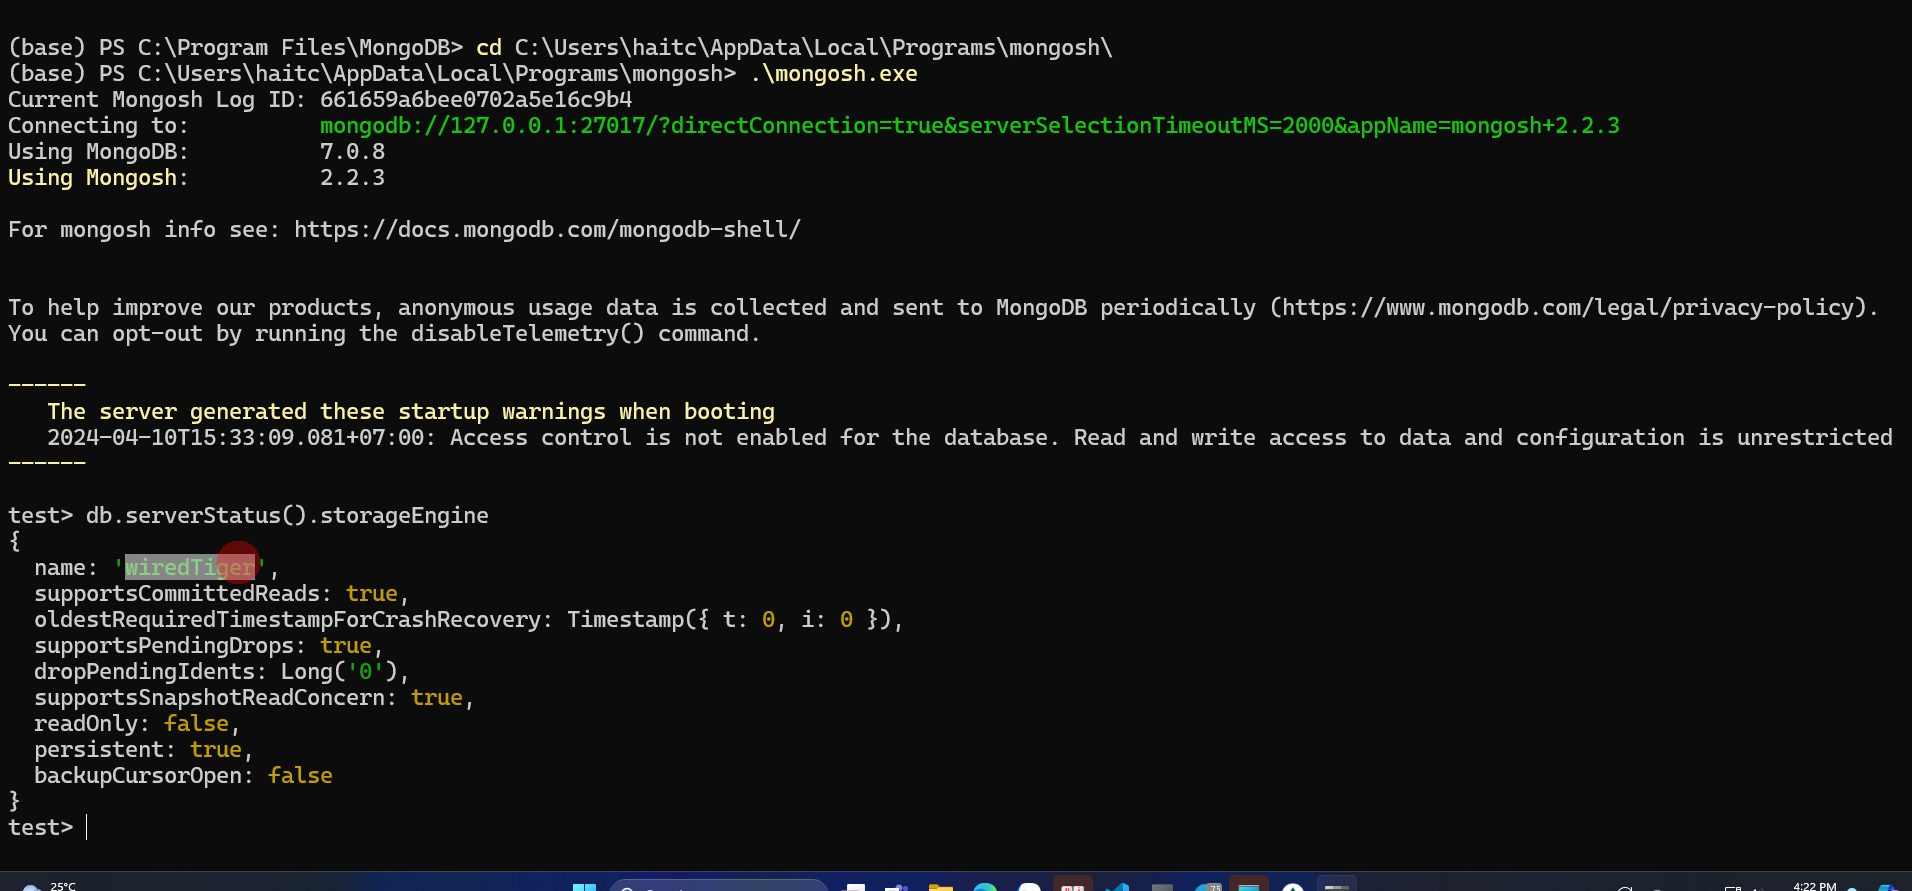 (base) PS C:\Program Files\MongoDB> cd C:\Users\haitc\AppData\Local\Programs\mongosh\
(base) PS C:\Users\haitc\AppData\Local\Programs\mongosh> .\mongosh.exe
Current Mongosh Log ID: 661659a6bee0702a5e16c9b4
Connecting to: mongodb://127.0.0.1:27017/?directConnection=true&serverSelectionTimeoutMS=2000&appName=mongosh+2.2.3
Using MongoDB: 7.0.8
Using Mongosh: 2.2.3
For mongosh info see: https://docs.mongodb.com/mongodb-shell/
To help improve our products, anonymous usage data is collected and sent to MongoDB periodically (https://www.mongodb.com/legal/privacy-policy).
You can opt-out by running the disableTelemetry() command.
------
The server generated these startup warnings when booting
2024-04-10T15:33:09.081+07:00: Access control is not enabled for the database. Read and write access to data and configuration is unrestricted
------
test> db.serverStatus().storageEngine
{
name: 'wiredTiger',
supportsCommittedReads: true,
oldestRequiredTimestampForCrashRecovery: Timestamp({ t: 0, i: 0 }),
supportsPendingDrops: true,
dropPendingIdents: Long('0'),
supportsSnapshotReadConcern: true,
readOnly: false,
persistent: true,
backupCursorOpen: false
}
test>
25°C
75
4:22 PM